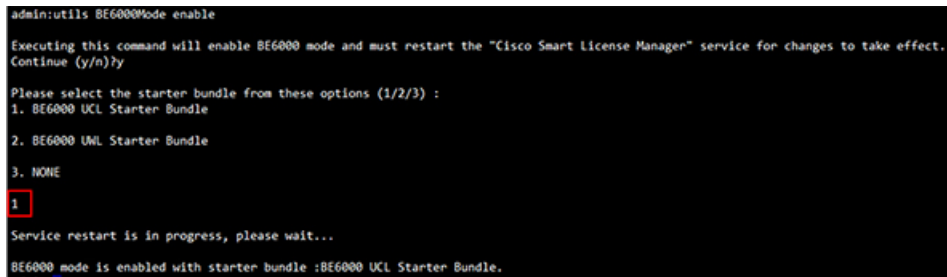 admin:utils BE6000Mode enable
Executing this command will enable BE6000 mode and must restart the "Cisco Smart License Manager" service for changes to take effect.
Continue (y/n)?y
Please select the starter bundle from these options (1/2/3) :
1. BE6000 UCL Starter Bundle
2. BE6000 UWL Starter Bundle
3. NONE
1
Service restart is in progress, please wait...
BE6000 mode is enabled with starter bundle :BE6000 UCL Starter Bundle.